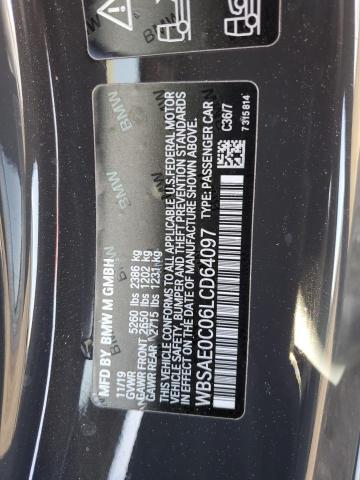 MFD BY BMW M GMBH
11/19
GVWR 5260 lbs 2386 kg
GAWR FRONT 2650 lbs 1202 kg
GAWR REAR 2715 lbs 1231 kg
THIS VEHICLE CONFORMS TO ALL APPLICABLE U.S. FEDERAL MOTOR
VEHICLE SAFETY, BUMPER AND THEFT PREVENTION STANDARDS
IN EFFECT ON THE DATE OF MANUFACTURE SHOWN ABOVE.
WBSAE0C06LCD64097 TYPE: PASSENGER CAR
C36/7
7 315 814
BMW
BMW
BMW
BMW